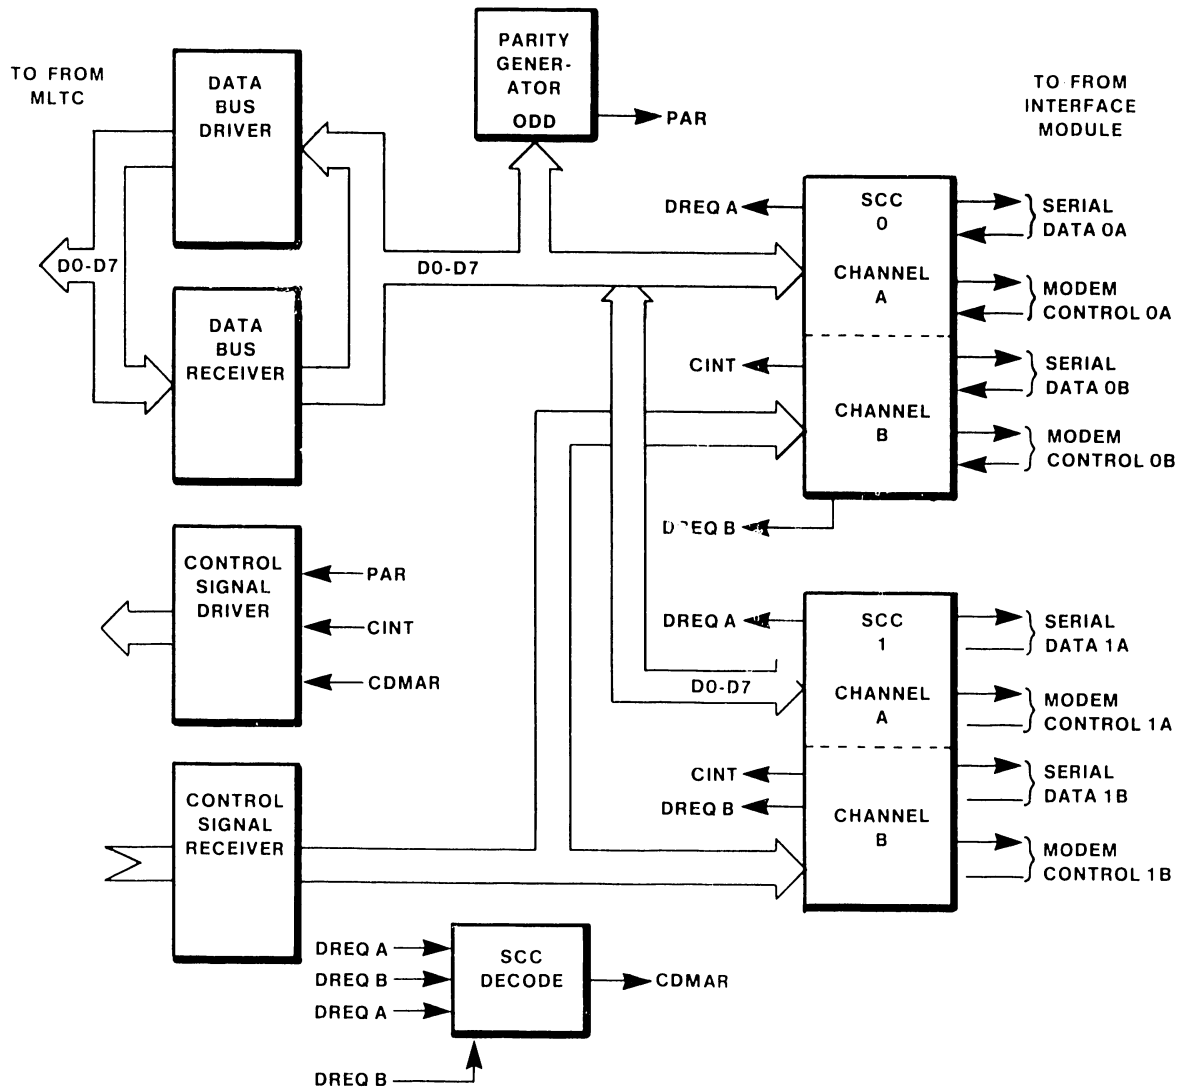 TO FROM
MLTC
DATA
BUS
DRIVER
PARITY
GENER-
ATOR
ODD
PAR
TO FROM
INTERFACE
MODULE
D0-D7
D0-D7
DATA
BUS
RECEIVER
DREQ A
SCC
0
CHANNEL
A
CINT
CHANNEL
B
DREQ B
SERIAL
DATA 0A
MODEM
CONTROL 0A
SERIAL
DATA 0B
MODEM
CONTROL 0B
CONTROL
SIGNAL
DRIVER
PAR
CINT
CDMAR
DREQ A
SCC
1
D0-D7
CHANNEL
A
CINT
DREQ B
CHANNEL
B
SERIAL
DATA 1A
MODEM
CONTROL 1A
SERIAL
DATA 1B
MODEM
CONTROL 1B
CONTROL
SIGNAL
RECEIVER
DREQ A
DREQ B
DREQ A
DREQ B
SCC
DECODE
CDMAR